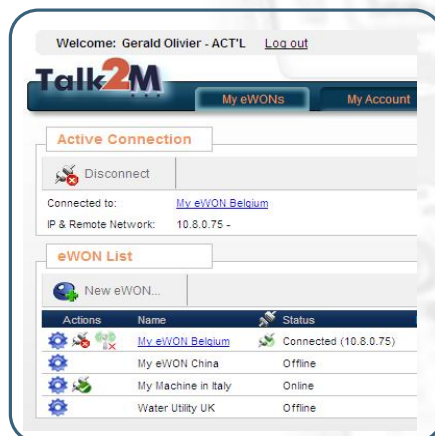 Welcome: Gerald Olivier - ACT'L Log out
Talk2M
My eWONs My Account
Active Connection
Disconnect
Connected to: My eWON Belgium
IP & Remote Network: 10.8.0.75 -
eWON List
New eWON...
Actions Name Status
My eWON Belgium Connected (10.8.0.75)
My eWON China Offline
My Machine in Italy Online
Water Utility UK Offline